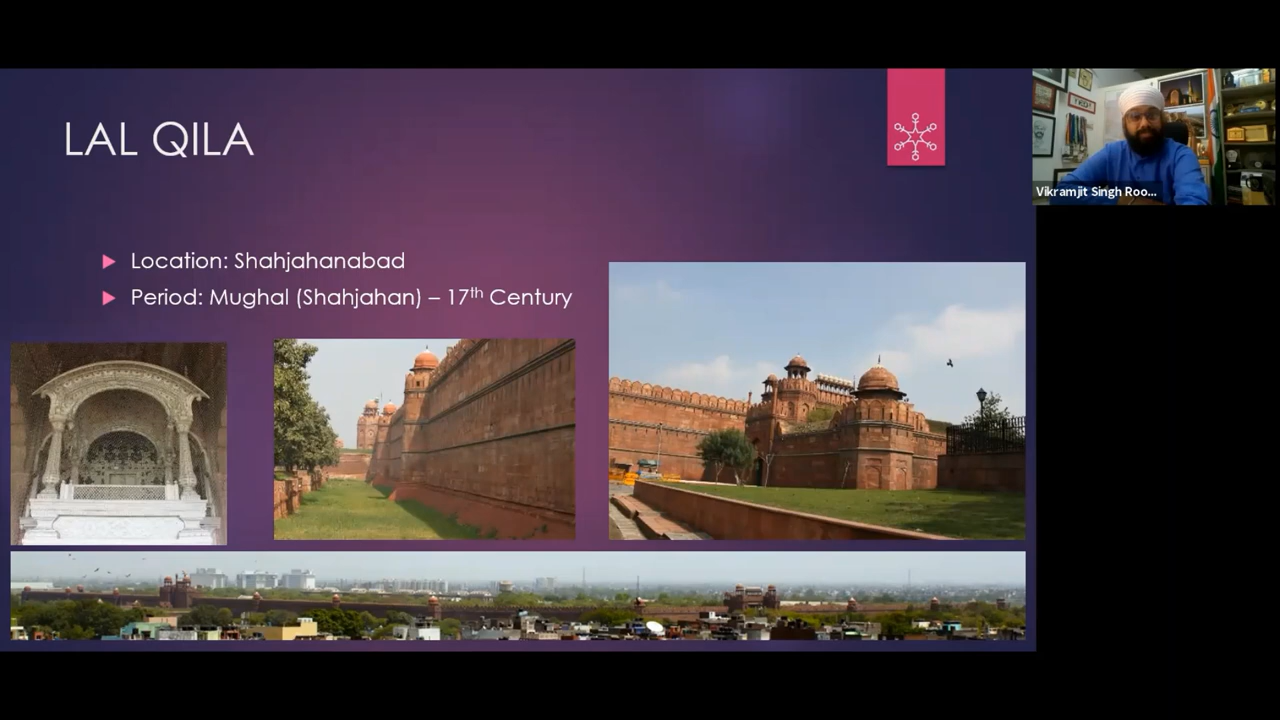 LAL QILA
Location: Shahjahanabad
Period: Mughal (Shahjahan) – 17th Century
Vikramjit Singh Roo...